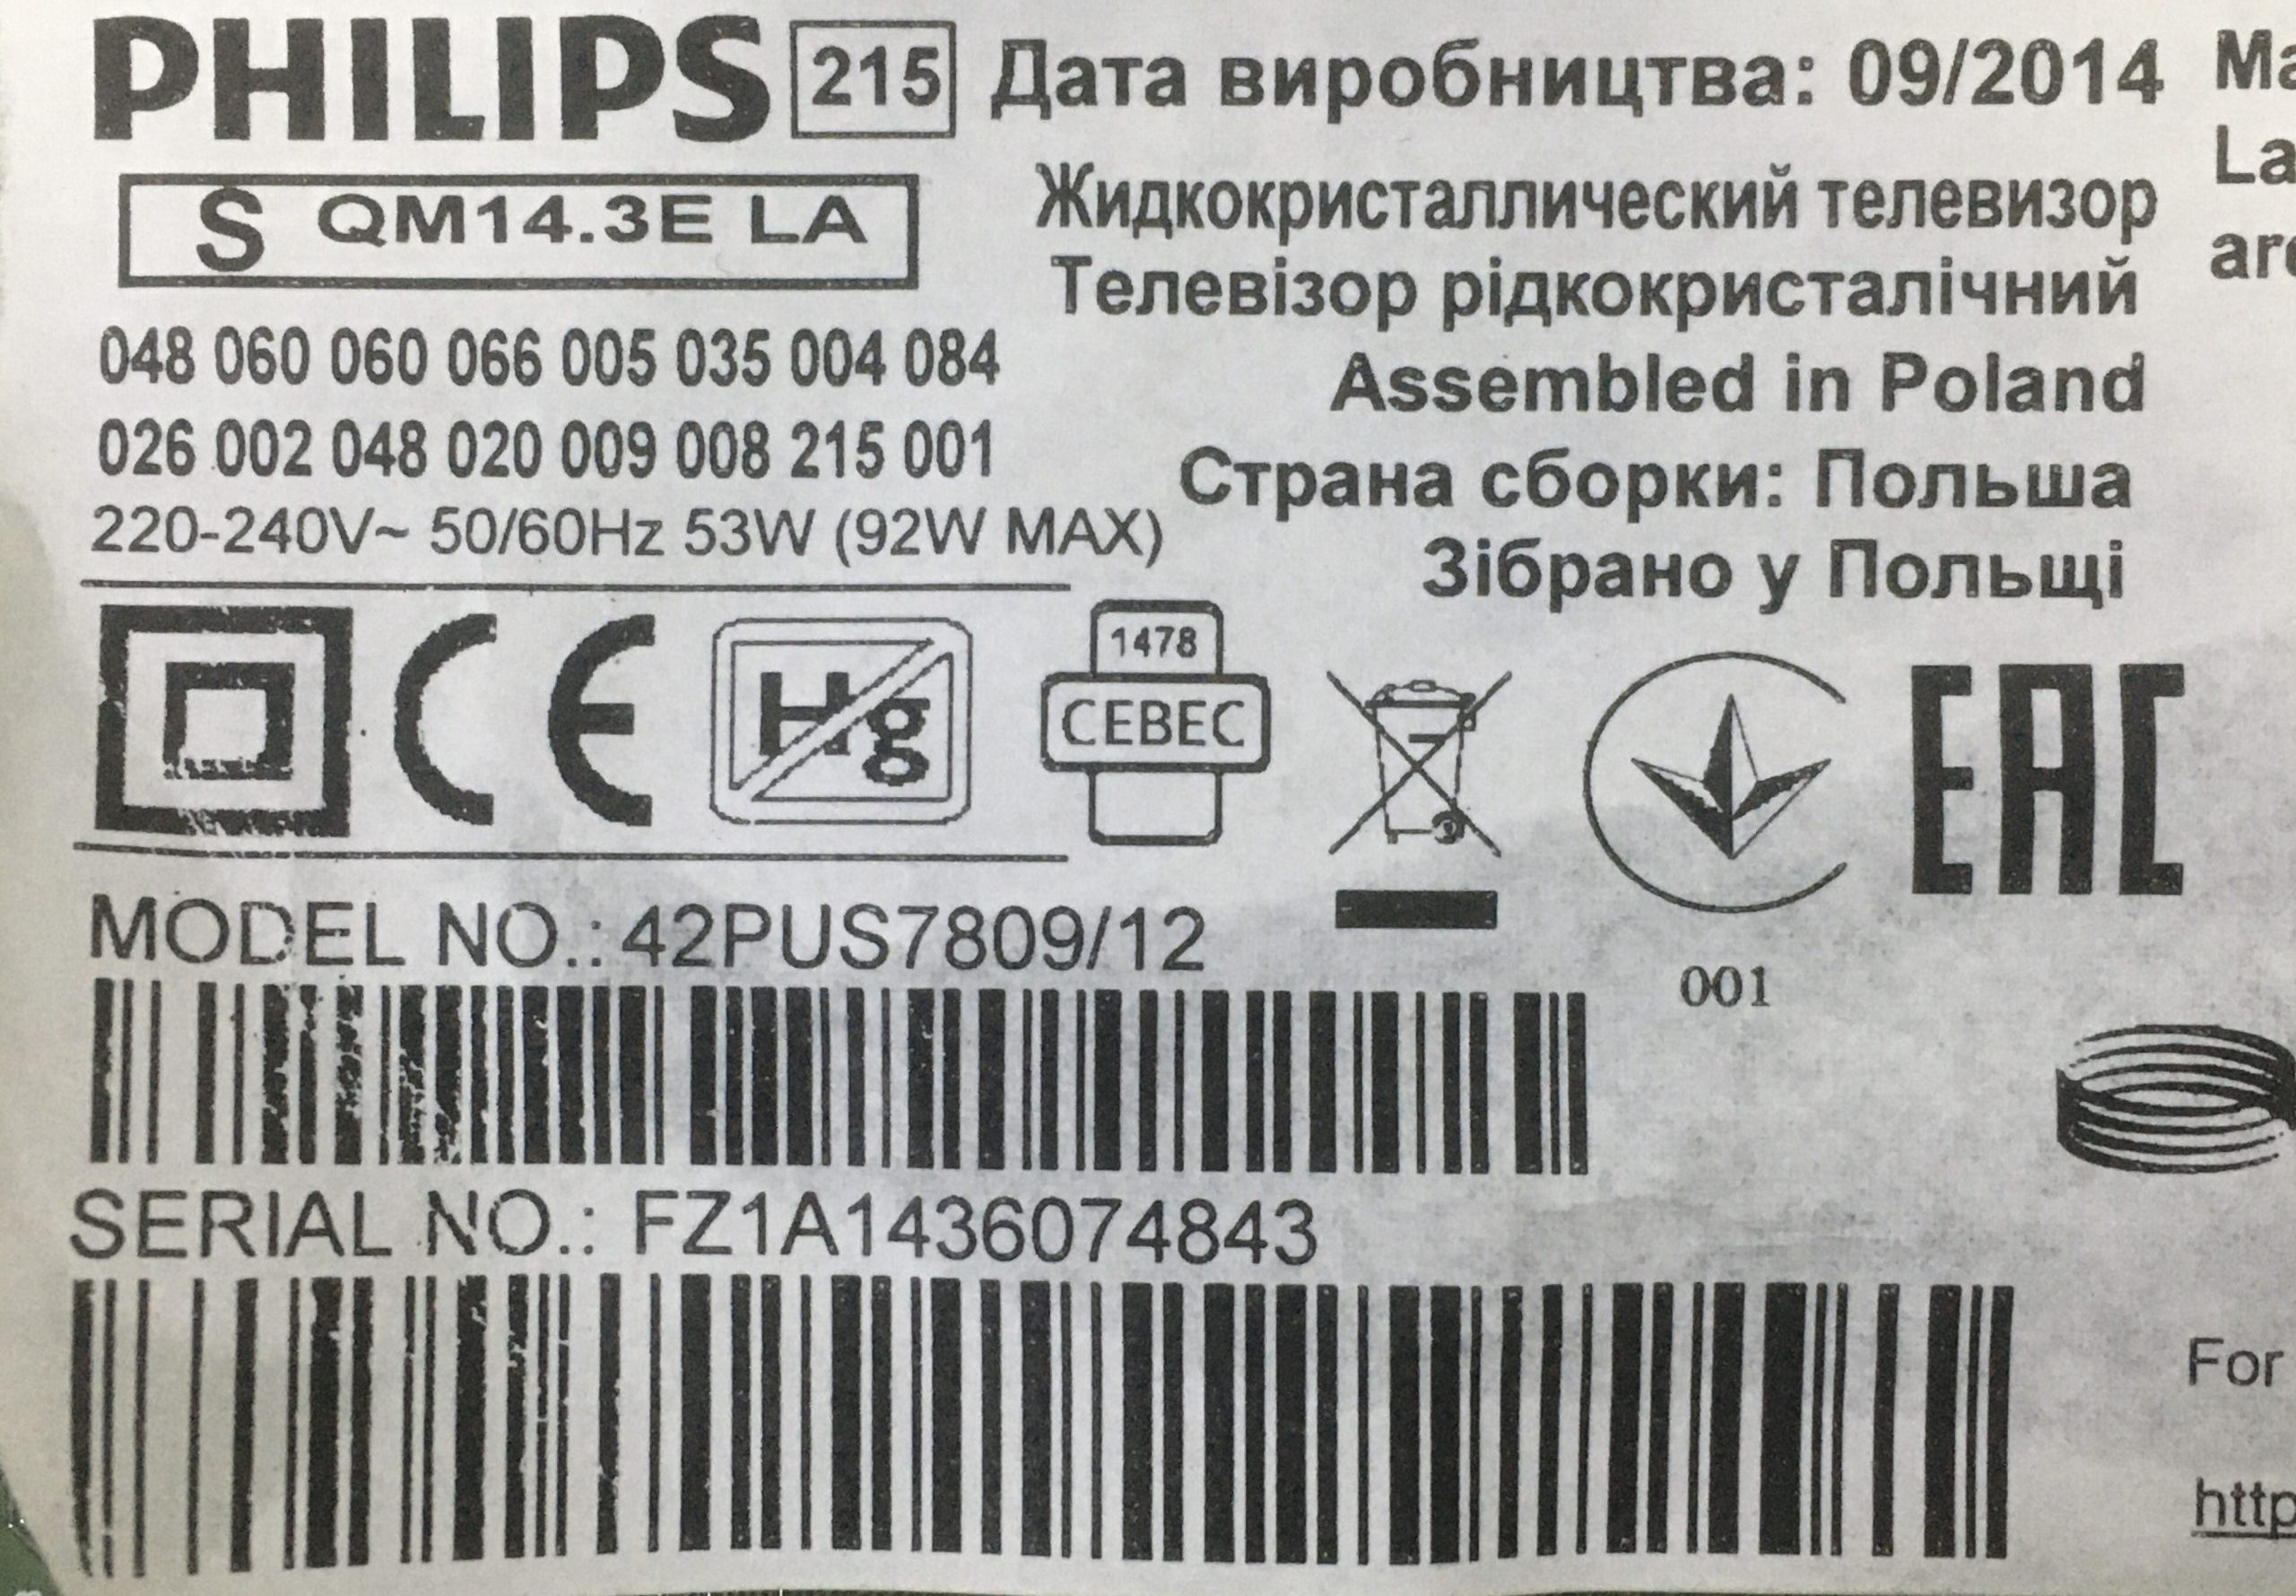 PHILIPS 215 Дата виробництва: 09/2014
S QM14.3E LA
Жидкокристаллический телевизор
Телевізор рідкокристалічний
048 060 060 066 005 035 004 084
Assembled in Poland
026 002 048 020 009 008 215 001
Страна сборки: Польша
220-240V~ 50/60Hz 53W (92W MAX)
Зібрано у Польщі
CE Hg 1478 CEBEC EAC
MODEL NO.: 42PUS7809/12
001
SERIAL NO.: FZ1A1436074843
For